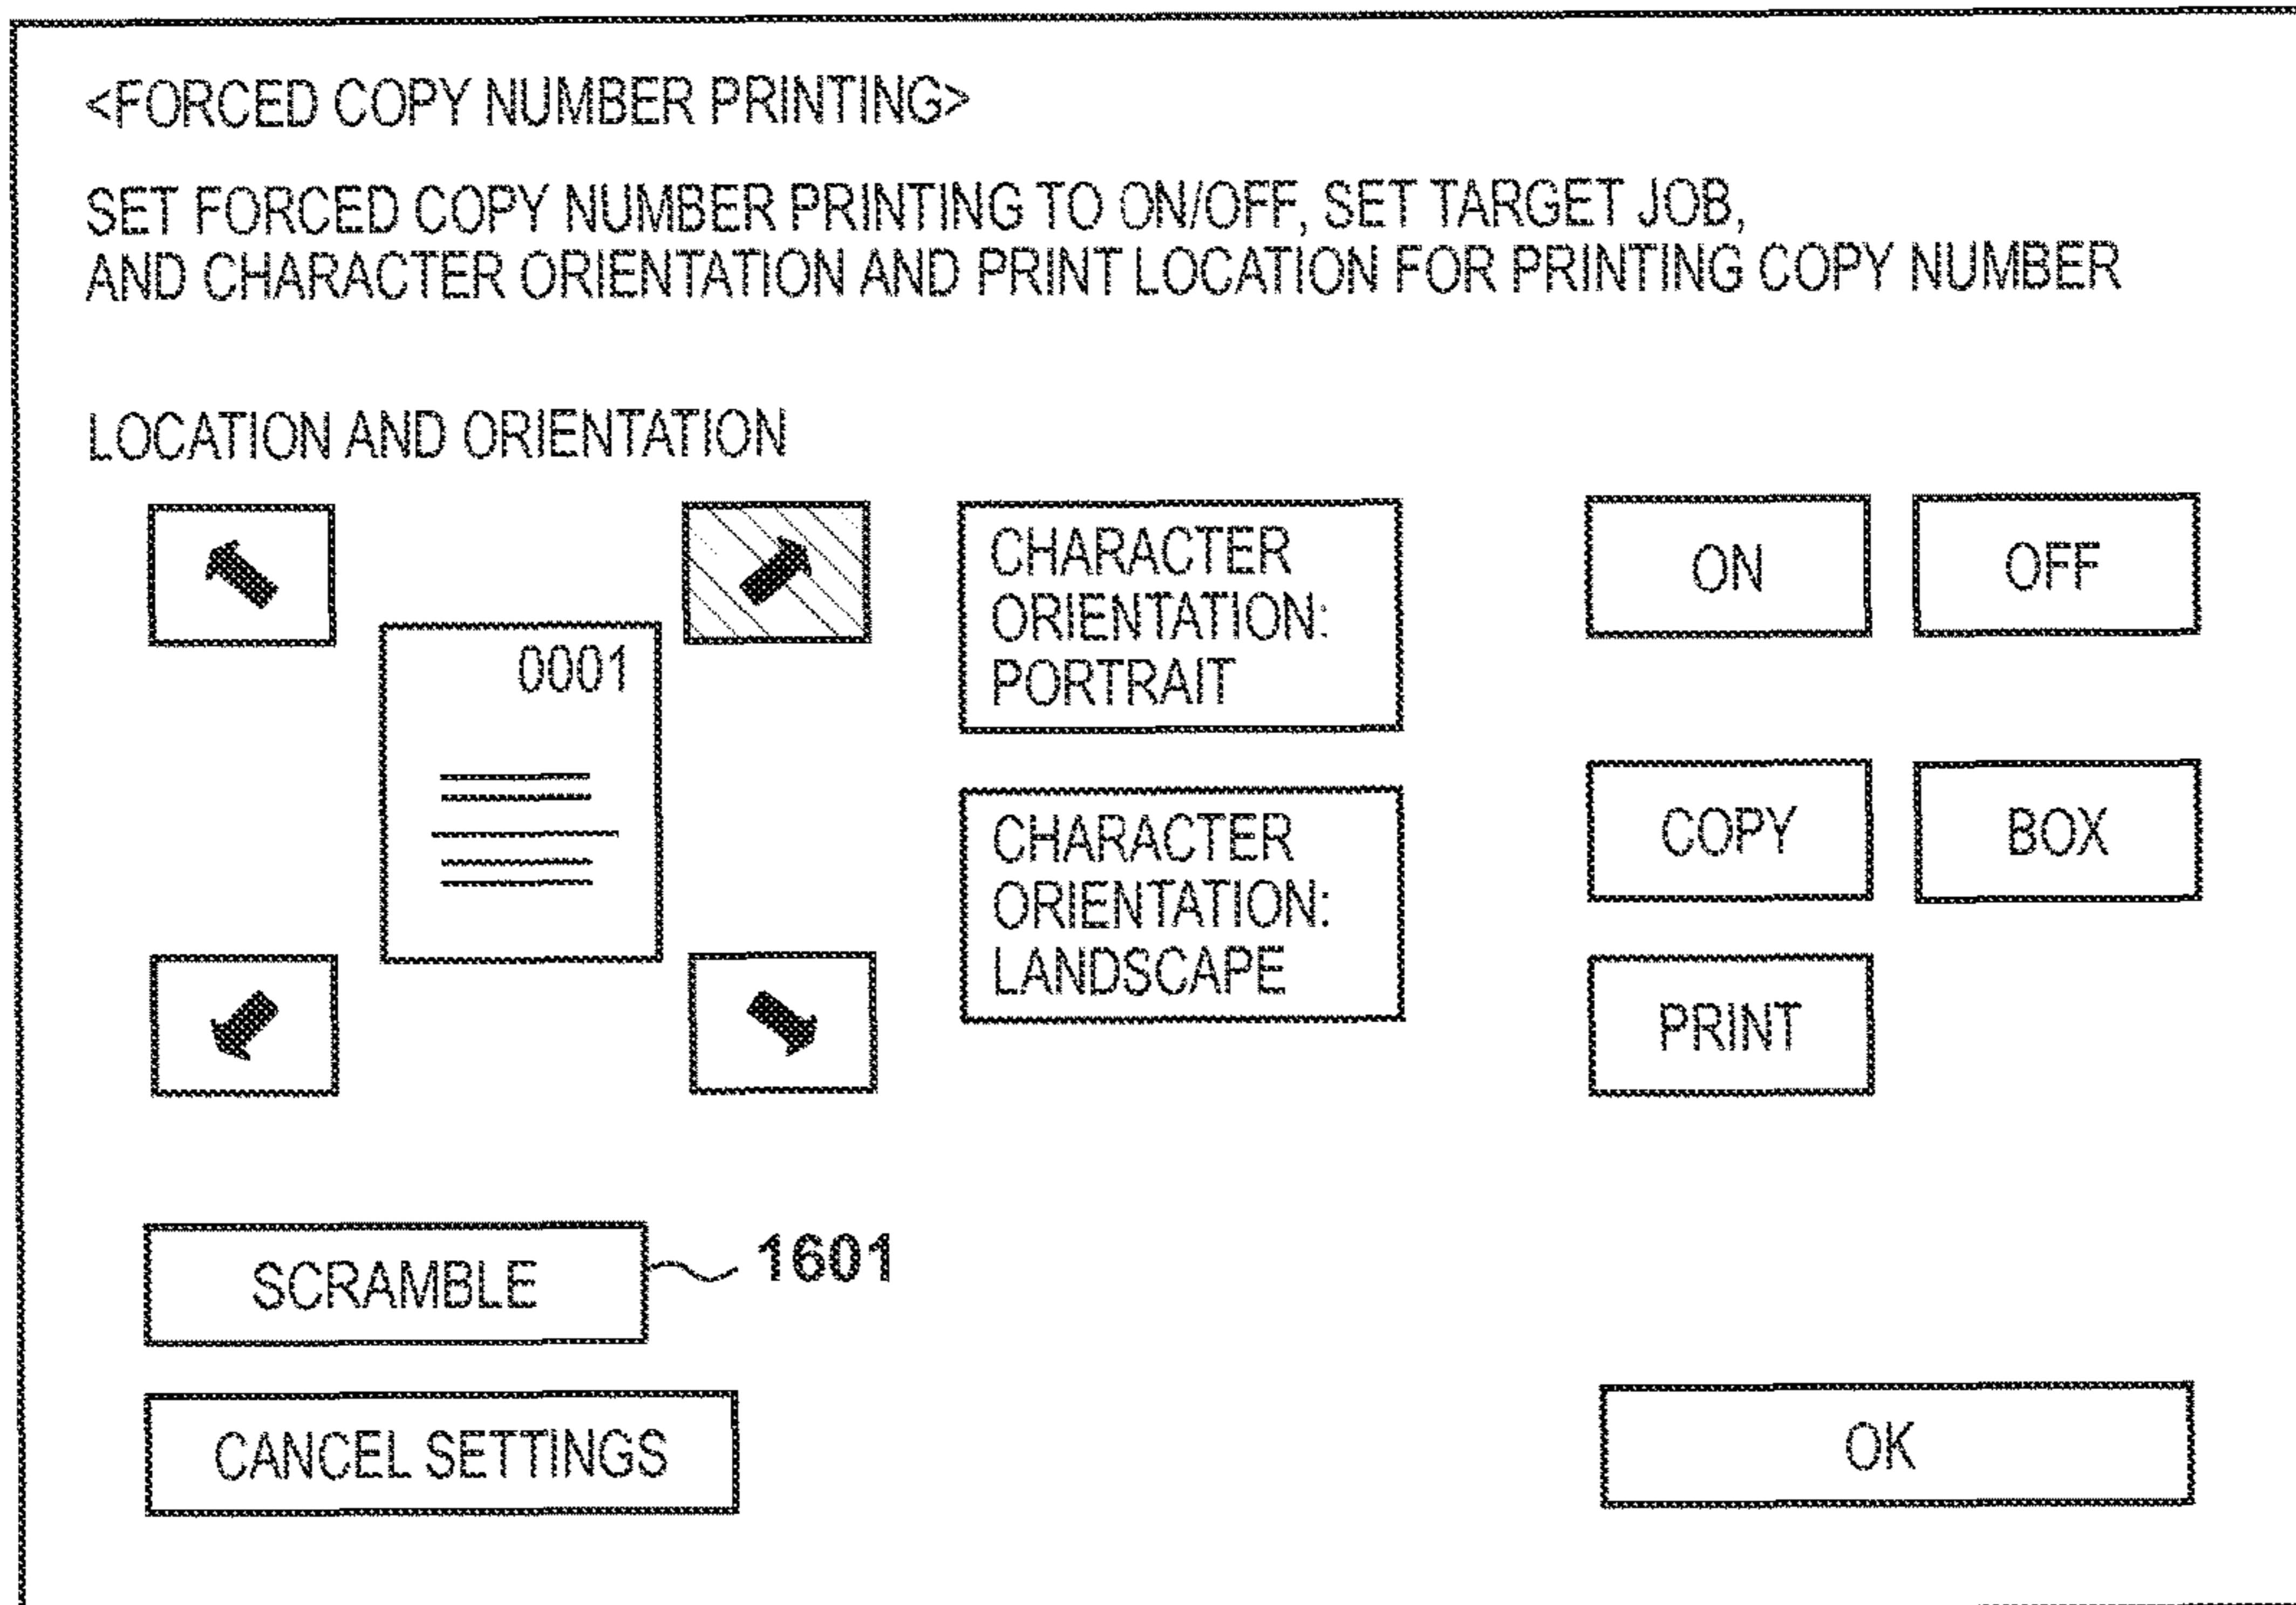 <FORCED COPY NUMBER PRINTING>
SET FORCED COPY NUMBER PRINTING TO ON/OFF, SET TARGET JOB,
AND CHARACTER ORIENTATION AND PRINT LOCATION FOR PRINTING COPY NUMBER
LOCATION AND ORIENTATION
0001
CHARACTER
ORIENTATION:
PORTRAIT
CHARACTER
ORIENTATION:
LANDSCAPE
ON
OFF
COPY
BOX
PRINT
SCRAMBLE
1601
CANCEL SETTINGS
OK